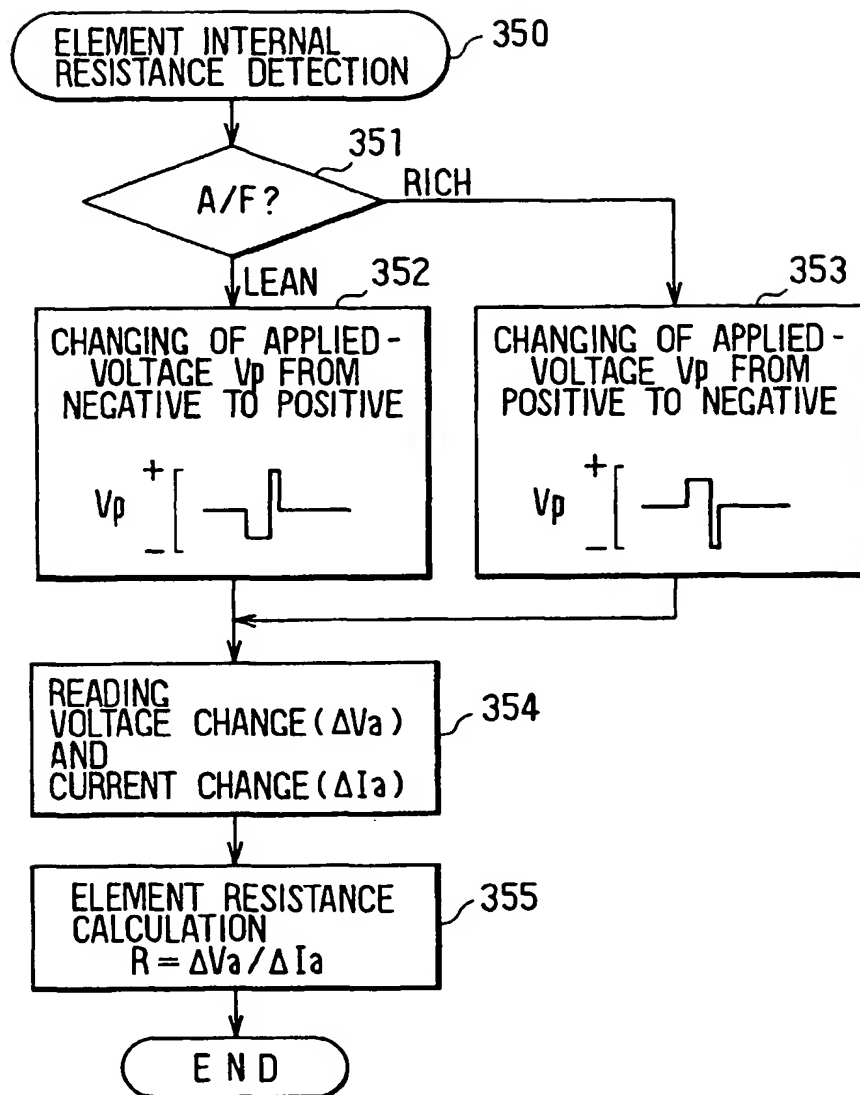 ELEMENT INTERNAL
RESISTANCE DETECTION
350
351
A/F?
RICH
LEAN
352
CHANGING OF APPLIED-
VOLTAGE Vp FROM
NEGATIVE TO POSITIVE
Vp
+
−
353
CHANGING OF APPLIED-
VOLTAGE Vp FROM
POSITIVE TO NEGATIVE
Vp
+
−
READING
VOLTAGE CHANGE (ΔVa)
AND
CURRENT CHANGE (ΔIa)
354
ELEMENT RESISTANCE
CALCULATION
R = ΔVa / ΔIa
355
END